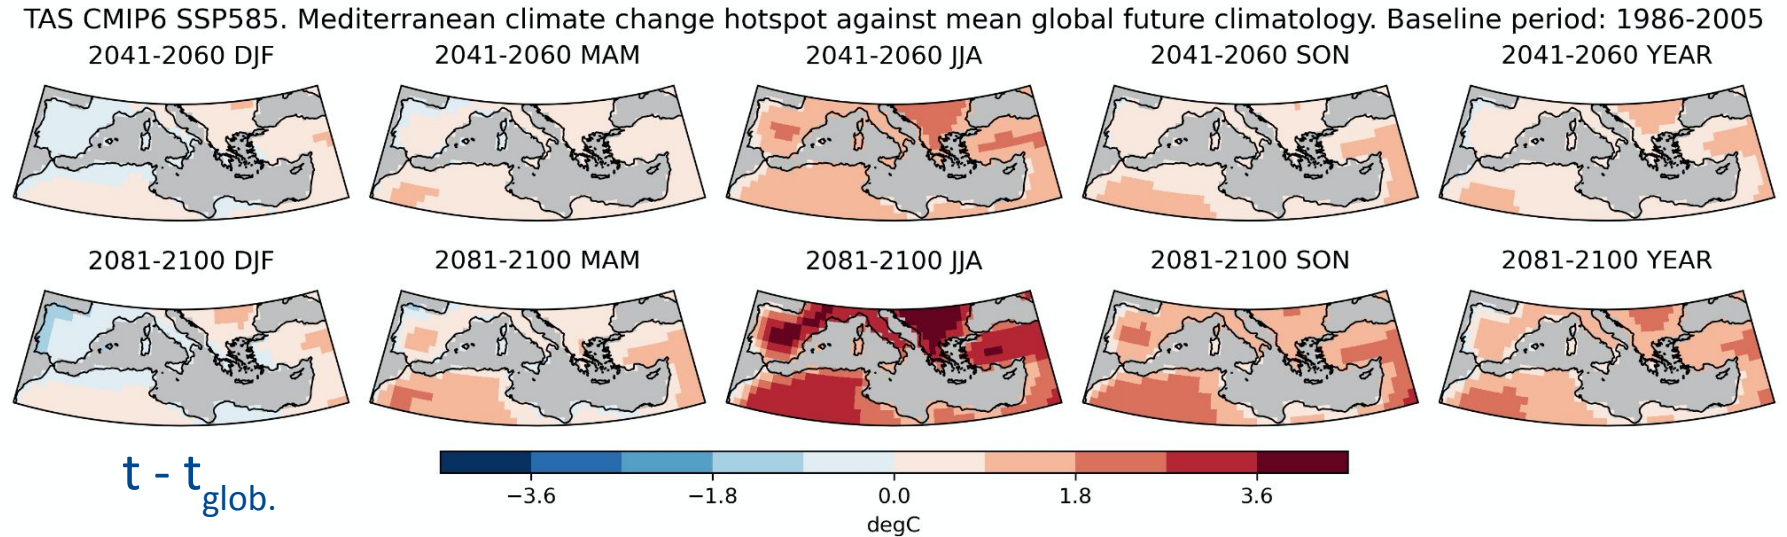 TAS CMIP6 SSP585. Mediterranean climate change hotspot against mean global future climatology. Baseline period: 1986-2005
2041-2060 DJF
2041-2060 MAM
2041-2060 JJA
2041-2060 SON
2041-2060 YEAR
2081-2100 DJF
2081-2100 MAM
2081-2100 JJA
2081-2100 SON
2081-2100 YEAR
t - tglob.
−3.6 −1.8 0.0 1.8 3.6
degC